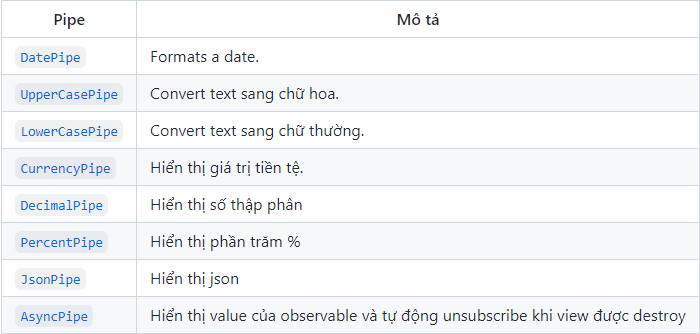 Pipe Mô tả
DatePipe Formats a date.
UpperCasePipe Convert text sang chữ hoa.
LowerCasePipe Convert text sang chữ thường.
CurrencyPipe Hiển thị giá trị tiền tệ.
DecimalPipe Hiển thị số thập phân
PercentPipe Hiển thị phần trăm %
JsonPipe Hiển thị json
AsyncPipe Hiển thị value của observable và tự động unsubscribe khi view được destroy